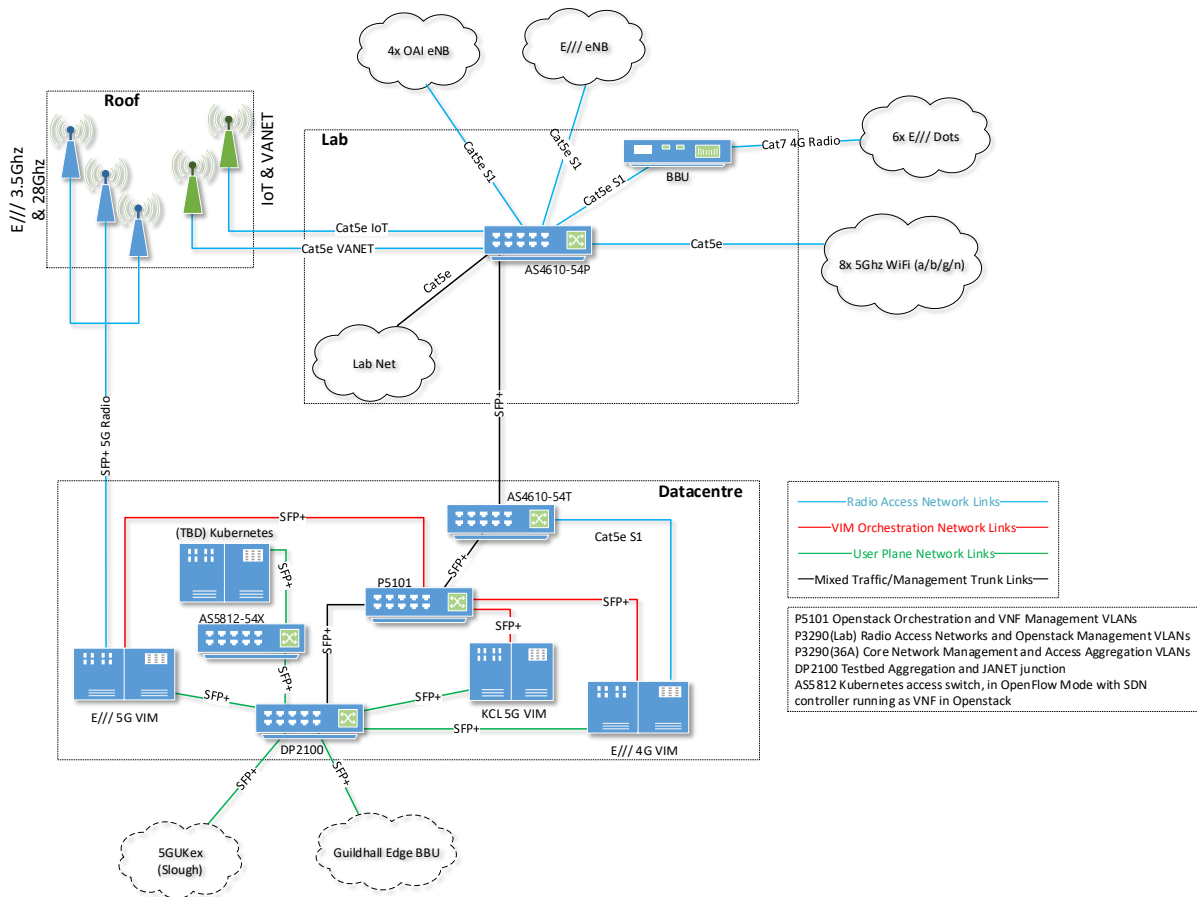 4x OAI eNB
E/// eNB
Roof
E/// 3.5Ghz
& 28Ghz
IoT & VANET
Lab
Cat5e S1
Cat5e S1
Cat5e S1
BBU
Cat7 4G Radio
6x E/// Dots
Cat5e IoT
Cat5e VANET
AS4610-54P
Cat5e
8x 5Ghz WiFi (a/b/g/n)
Cat5e
Lab Net
SFP+
SFP+ 5G Radio
Datacentre
AS4610-54T
SFP+
(TBD) Kubernetes
Cat5e S1
SFP+
SFP+
P5101
SFP+
SFP+
AS5812-54X
SFP+
SFP+
SFP+
E/// 5G VIM
SFP+
KCL 5G VIM
SFP+
E/// 4G VIM
DP2100
SFP+
SFP+
5GUKex
(Slough)
Guildhall Edge BBU
Radio Access Network Links
VIM Orchestration Network Links
User Plane Network Links
Mixed Traffic/Management Trunk Links
P5101 Openstack Orchestration and VNF Management VLANs
P3290(Lab) Radio Access Networks and Openstack Management VLANs
P3290(36A) Core Network Management and Access Aggregation VLANs
DP2100 Testbed Aggregation and JANET junction
AS5812 Kubernetes access switch, in OpenFlow Mode with SDN
controller running as VNF in Openstack